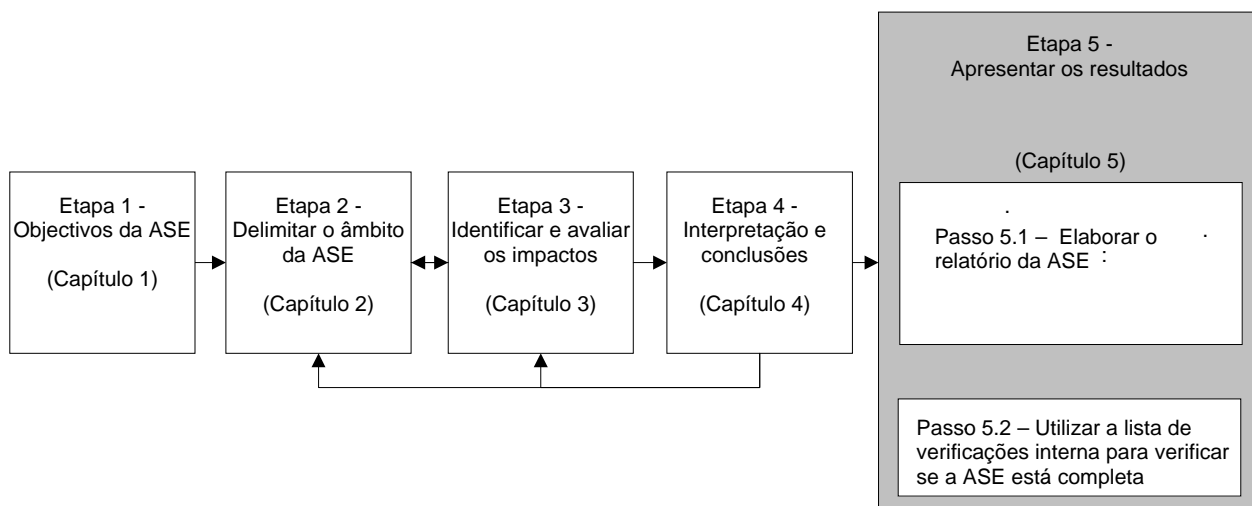 Etapa 1 -
Objectivos da ASE
(Capítulo 1)
Etapa 2 -
Delimitar o âmbito
da ASE
(Capítulo 2)
Etapa 3 -
Identificar e avaliar
os impactos
(Capítulo 3)
Etapa 4 -
Interpretação e
conclusões
(Capítulo 4)
Etapa 5 -
Apresentar os resultados
(Capítulo 5)
Passo 5.1 – Elaborar o
relatório da ASE
Passo 5.2 – Utilizar a lista de
verificações interna para verificar
se a ASE está completa